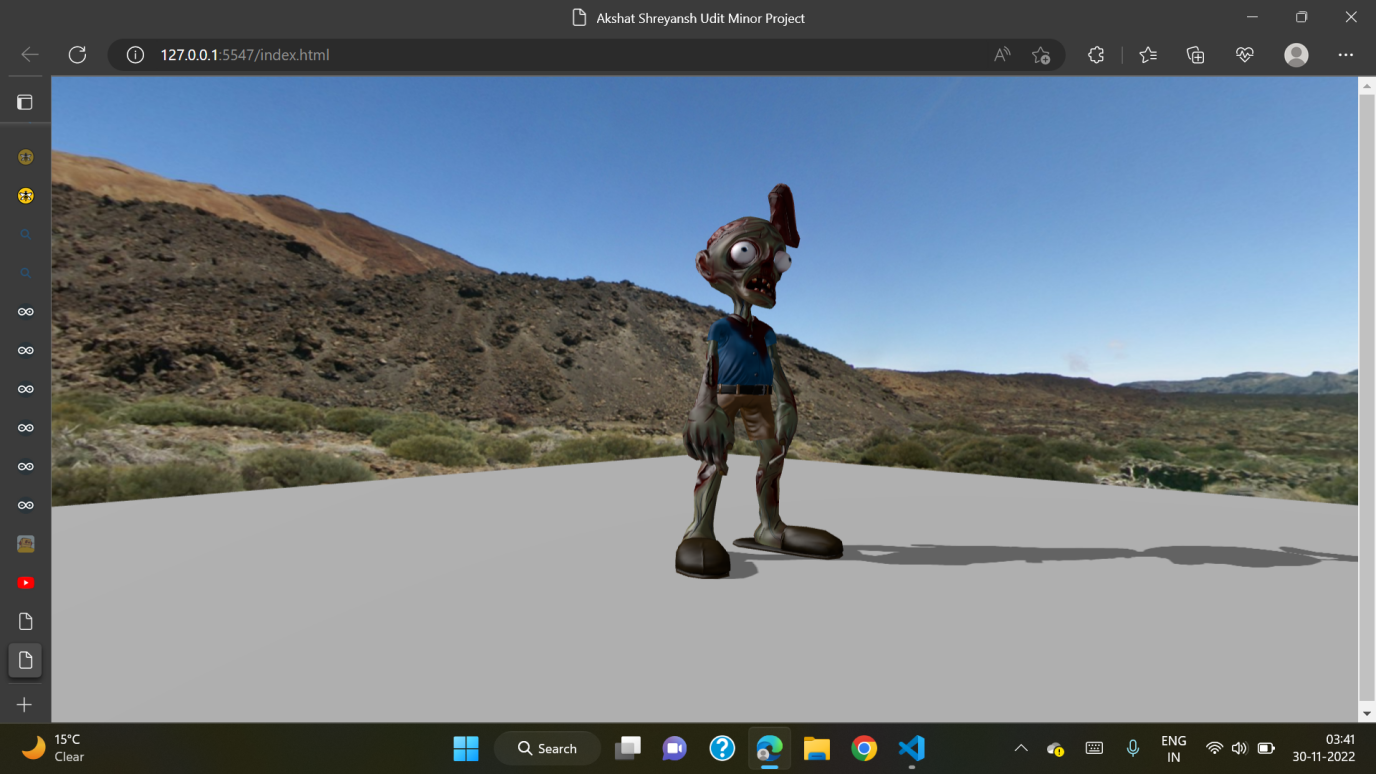 Akshat Shreyansh Udit Minor Project
127.0.0.1:5547/index.html
15°C
Clear
Search
ENG
IN
03:41
30-11-2022